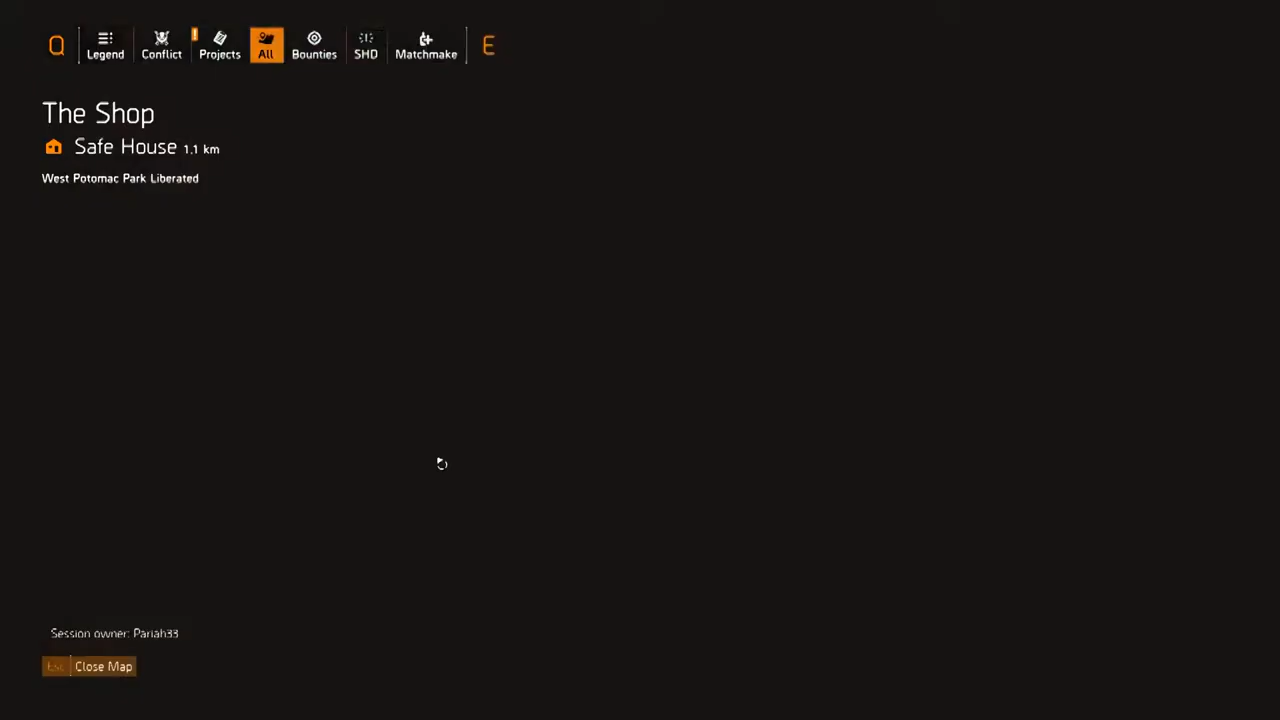 Q Legend Conflict Projects All Bounties SHD Matchmake E
The Shop
Safe House 1.1 km
West Potomac Park Liberated
Session owner: Pariah33
Esc Close Map